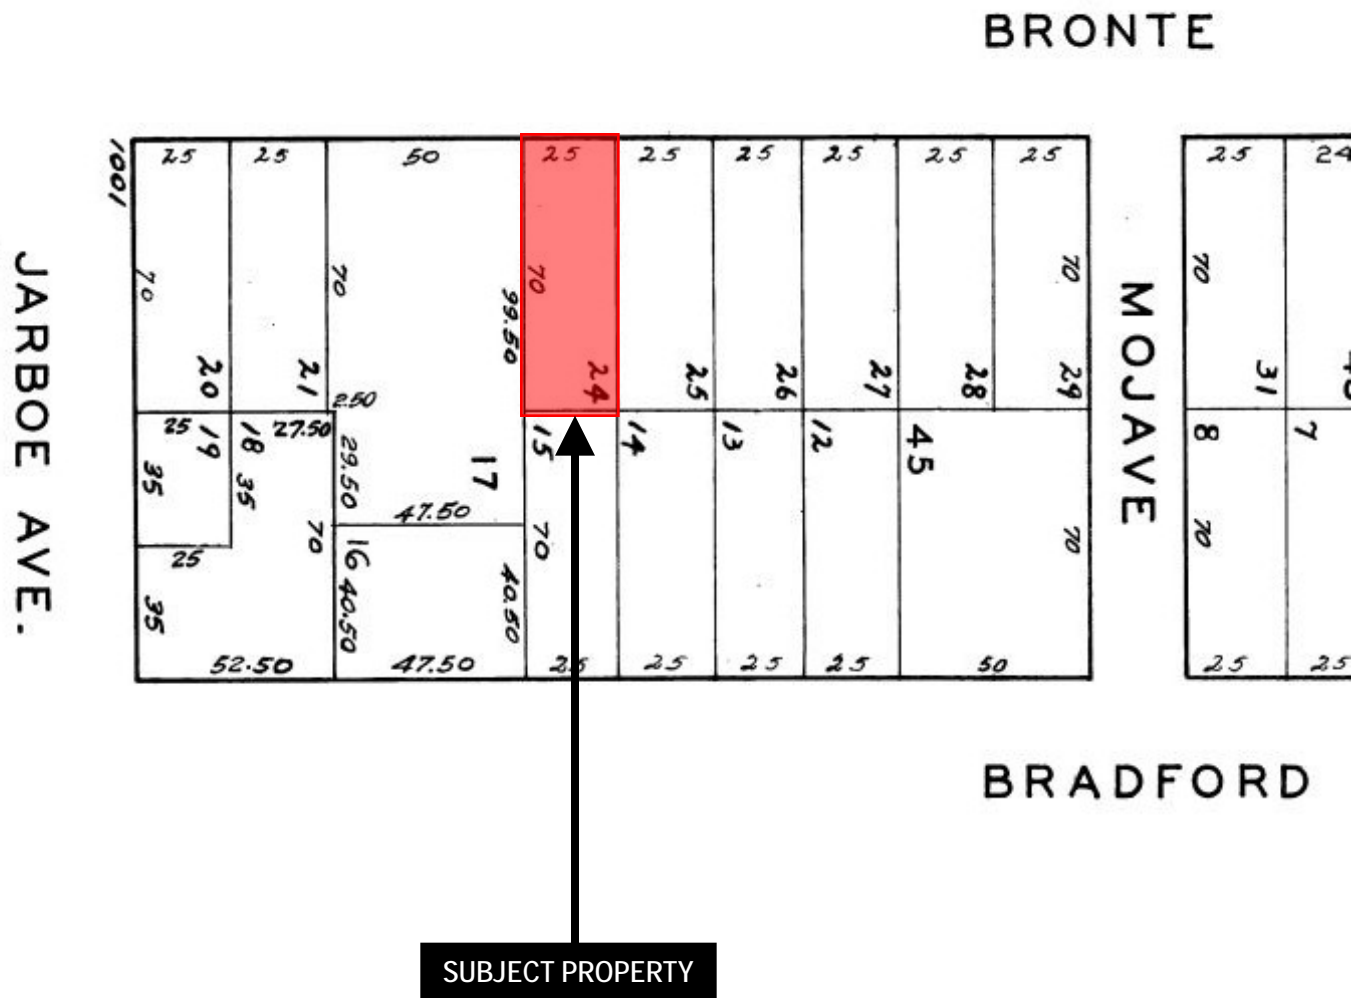 BRONTE
1001
25 25 50 25 25 25 25 25 25 25 24
70 70 99.50 70 70 70
JARBOE AVE.
MOJAVE
20 21 24 25 26 27 28 29 31
2.50
25 19 18 27.50 15 14 13 12 45 8 7
35 35 29.50 17
47.50
25 70 16 70 70 70
35 40.50 40.50
52.50 47.50 25 25 25 25 50 25 25
BRADFORD
SUBJECT PROPERTY